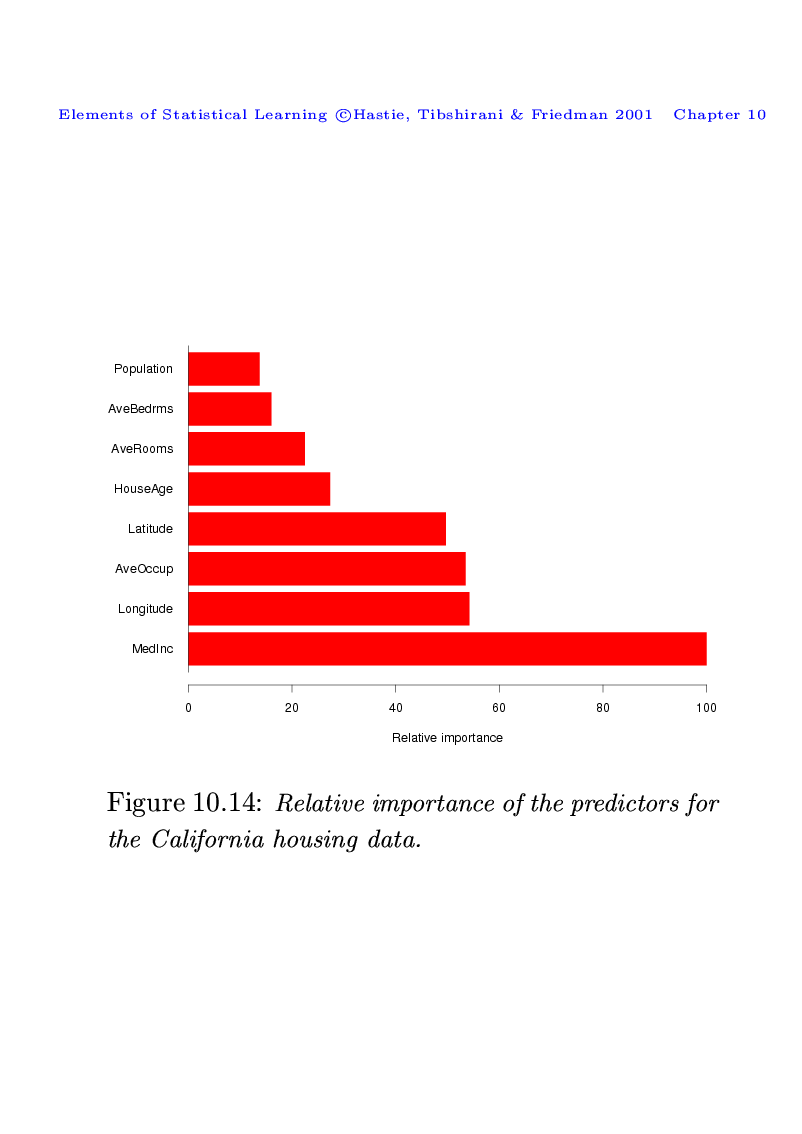 Elements of Statistical Learning ©Hastie, Tibshirani & Friedman 2001 Chapter 10
Population
AveBedrms
AveRooms
HouseAge
Latitude
AveOccup
Longitude
MedInc
0 20 40 60 80 100
Relative importance
Figure 10.14: Relative importance of the predictors for
the California housing data.